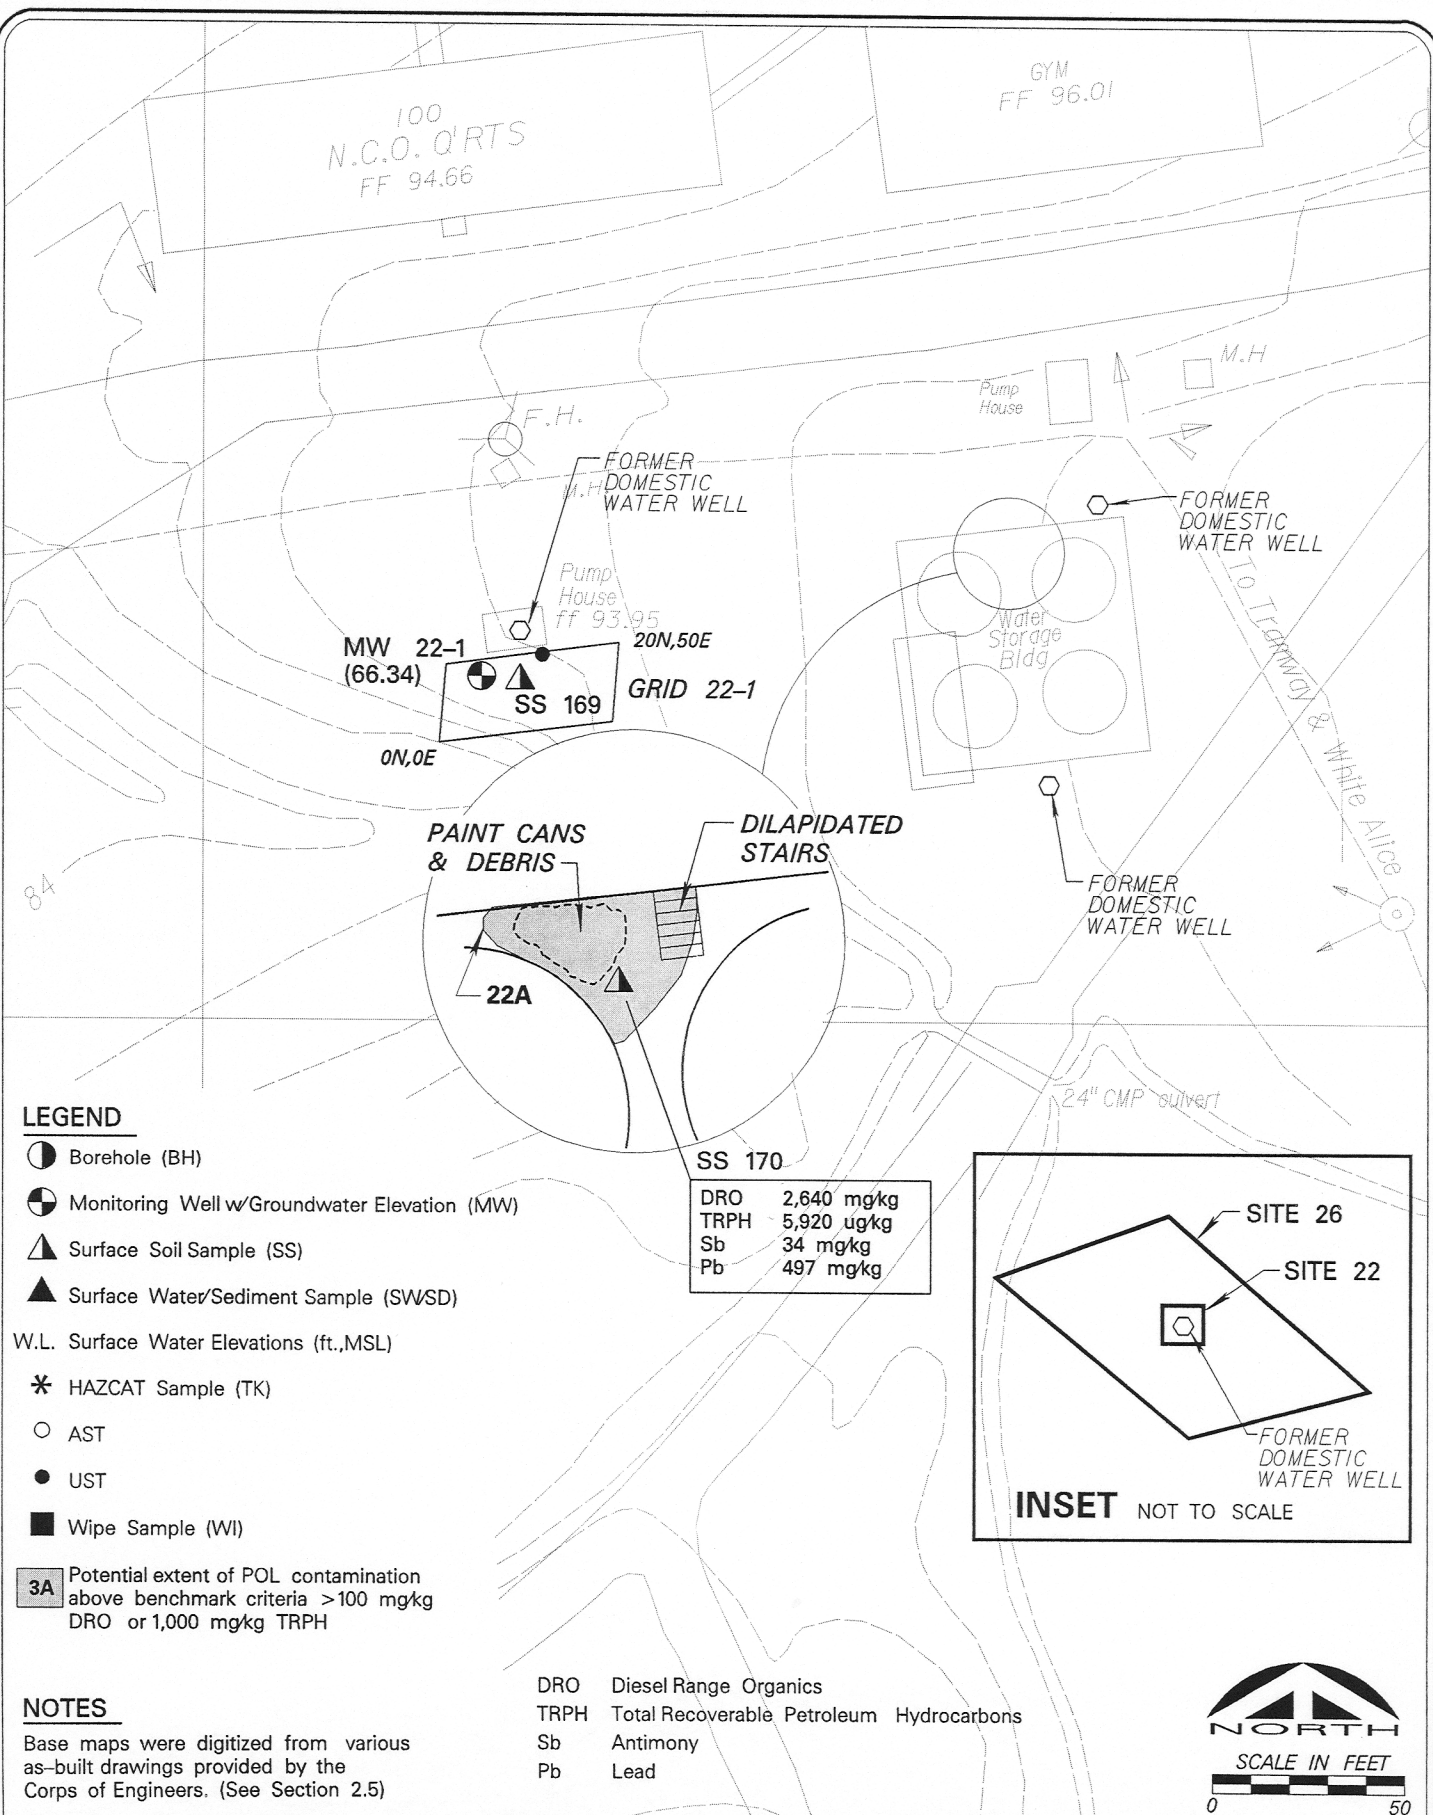 100
N.C.O. Q'RTS
FF 94.66
GYM
FF 96.01
M.H
Pump
House
F.H.
M.H.
FORMER
DOMESTIC
WATER WELL
FORMER
DOMESTIC
WATER WELL
To Tramway & White Alice
Pump
House
ff 93.95
Water
Storage
Bldg
MW 22-1
(66.34)
20N,50E
GRID 22-1
SS 169
0N,0E
PAINT CANS
& DEBRIS
DILAPIDATED
STAIRS
FORMER
DOMESTIC
WATER WELL
84
22A
24" CMP culvert
SS 170
DRO 2,640 mg/kg
TRPH 5,920 ug/kg
Sb 34 mg/kg
Pb 497 mg/kg
LEGEND
Borehole (BH)
Monitoring Well w/Groundwater Elevation (MW)
Surface Soil Sample (SS)
Surface Water/Sediment Sample (SW/SD)
W.L. Surface Water Elevations (ft.,MSL)
HAZCAT Sample (TK)
AST
UST
Wipe Sample (WI)
3A Potential extent of POL contamination
above benchmark criteria >100 mg/kg
DRO or 1,000 mg/kg TRPH
SITE 26
SITE 22
FORMER
DOMESTIC
WATER WELL
INSET NOT TO SCALE
NOTES
Base maps were digitized from various
as-built drawings provided by the
Corps of Engineers. (See Section 2.5)
DRO Diesel Range Organics
TRPH Total Recoverable Petroleum Hydrocarbons
Sb Antimony
Pb Lead
NORTH
SCALE IN FEET
0 50